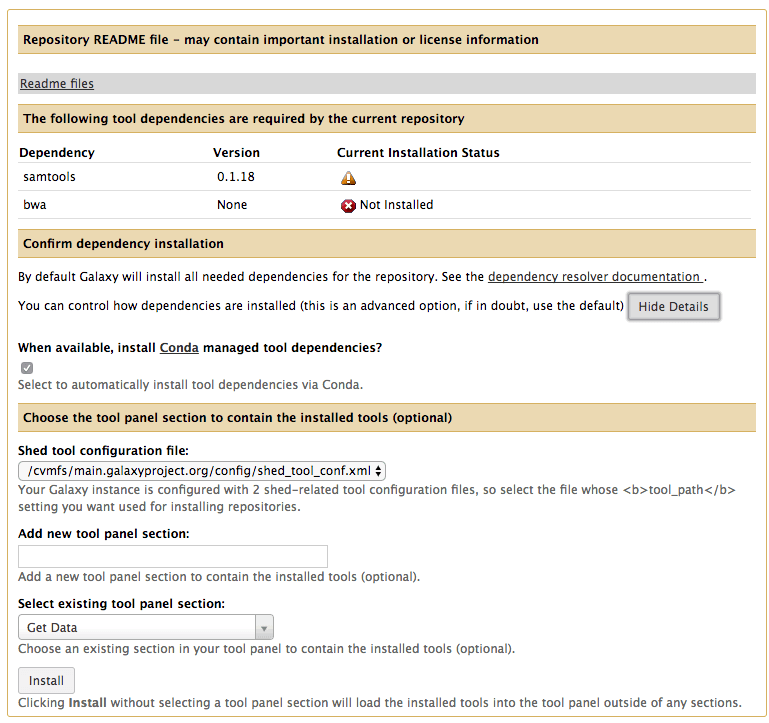 Repository README file - may contain important installation or license information
Readme files
The following tool dependencies are required by the current repository
Dependency Version Current Installation Status
samtools 0.1.18
bwa None Not Installed
Confirm dependency installation
By default Galaxy will install all needed dependencies for the repository. See the dependency resolver documentation .
You can control how dependencies are installed (this is an advanced option, if in doubt, use the default) Hide Details
When available, install Conda managed tool dependencies?
Select to automatically install tool dependencies via Conda.
Choose the tool panel section to contain the installed tools (optional)
Shed tool configuration file:
/cvmfs/main.galaxyproject.org/config/shed_tool_conf.xml
Your Galaxy instance is configured with 2 shed-related tool configuration files, so select the file whose <b>tool_path</b>
setting you want used for installing repositories.
Add new tool panel section:
Add a new tool panel section to contain the installed tools (optional).
Select existing tool panel section:
Get Data
Choose an existing section in your tool panel to contain the installed tools (optional).
Install
Clicking Install without selecting a tool panel section will load the installed tools into the tool panel outside of any sections.